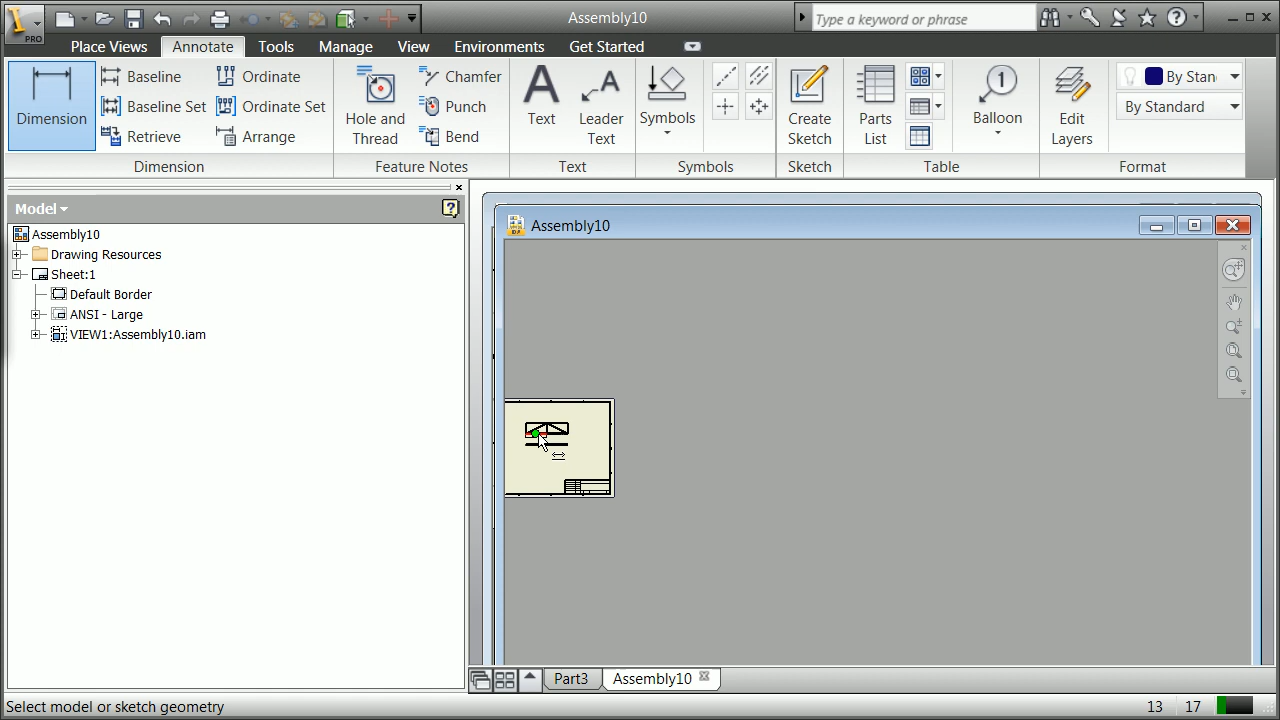 PRO
Assembly10
Type a keyword or phrase
Place Views
Annotate
Tools
Manage
View
Environments
Get Started
Dimension
Baseline
Baseline Set
Retrieve
Ordinate
Ordinate Set
Arrange
Hole and
Thread
Chamfer
Punch
Bend
Text
Leader
Text
Symbols
Create
Sketch
Parts
List
Balloon
Edit
Layers
By Stan
By Standard
Dimension
Feature Notes
Text
Symbols
Sketch
Table
Format
Model
Assembly10
Drawing Resources
Sheet:1
Default Border
ANSI - Large
VIEW1:Assembly10.iam
Assembly10
Part3
Assembly10
Select model or sketch geometry
13
17